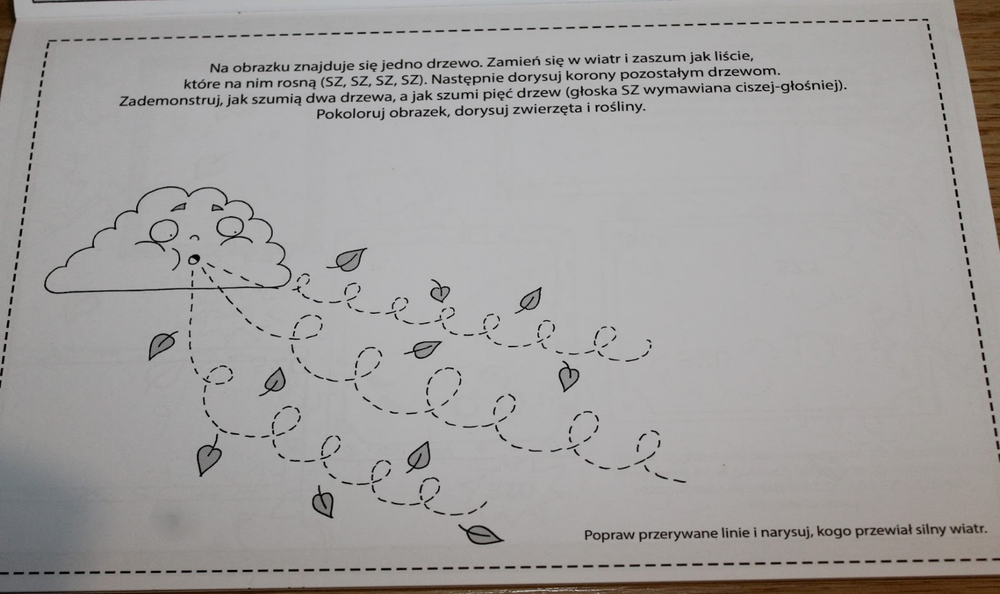 Na obrazku znajduje się jedno drzewo. Zamień się w wiatr i zaszum jak liście,
które na nim rosną (SZ, SZ, SZ, SZ). Następnie dorysuj korony pozostałym drzewom.
Zademonstruj, jak szumią dwa drzewa, a jak szumi pięć drzew (głoska SZ wymawiana ciszej-głośniej).
Pokoloruj obrazek, dorysuj zwierzęta i rośliny.
Popraw przerywane linie i narysuj, kogo przewiał silny wiatr.